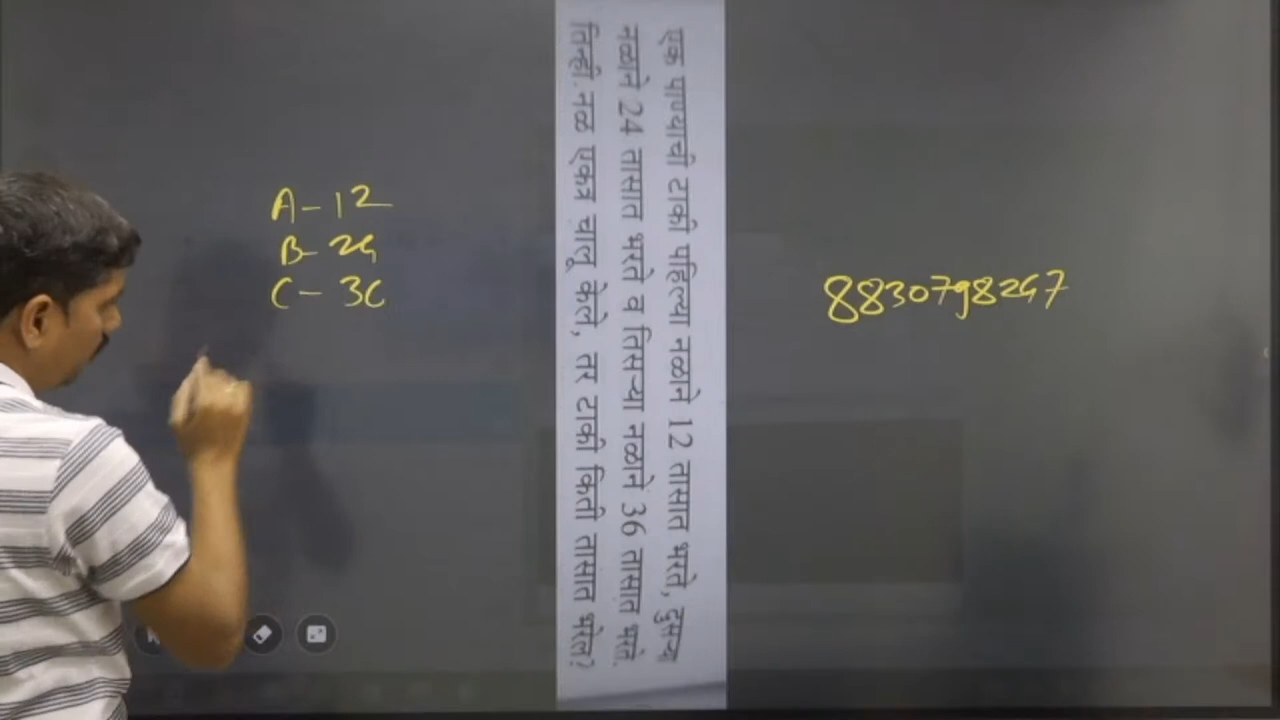 एक पाण्याची टाकी पहिल्या नळाने 12 तासात भरते, दुसऱ्या
नळाने 24 तासात भरते व तिसऱ्या नळाने 36 तासात भरते.
तिन्ही नळ एकत्र चालू केले, तर टाकी किती तासांत भरेल?
A-12
B-24
C-36
8830798247